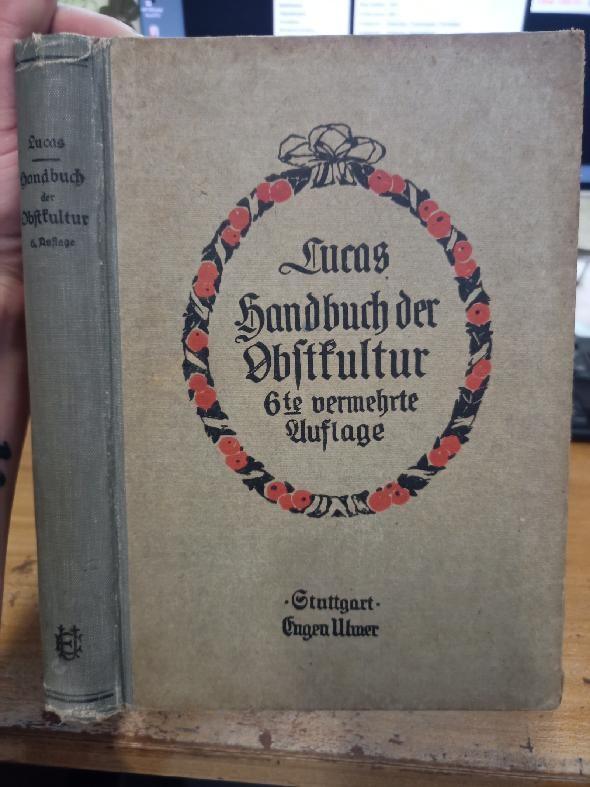 Lucas
Handbuch
der
Obstkultur
6. Auflage
Lucas
Handbuch der
Obstkultur
6te vermehrte
Auflage
·Stuttgart·
Eugen Ulmer